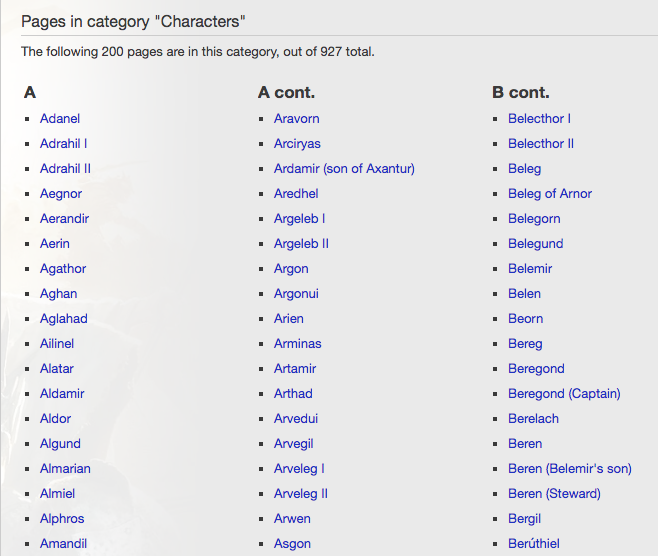 Pages in category "Characters"
The following 200 pages are in this category, out of 927 total.
A
Adanel
Adrahil I
Adrahil II
Aegnor
Aerandir
Aerin
Agathor
Aghan
Aglahad
Ailinel
Alatar
Aldamir
Aldor
Algund
Almarian
Almiel
Alphros
Amandil
A cont.
Aravorn
Arciryas
Ardamir (son of Axantur)
Aredhel
Argeleb I
Argeleb II
Argon
Argonui
Arien
Arminas
Artamir
Arthad
Arvedui
Arvegil
Arveleg I
Arveleg II
Arwen
Asgon
B cont.
Belecthor I
Belecthor II
Beleg
Beleg of Arnor
Belegorn
Belegund
Belemir
Belen
Beorn
Bereg
Beregond
Beregond (Captain)
Berelach
Beren
Beren (Belemir's son)
Beren (Steward)
Bergil
Berúthiel